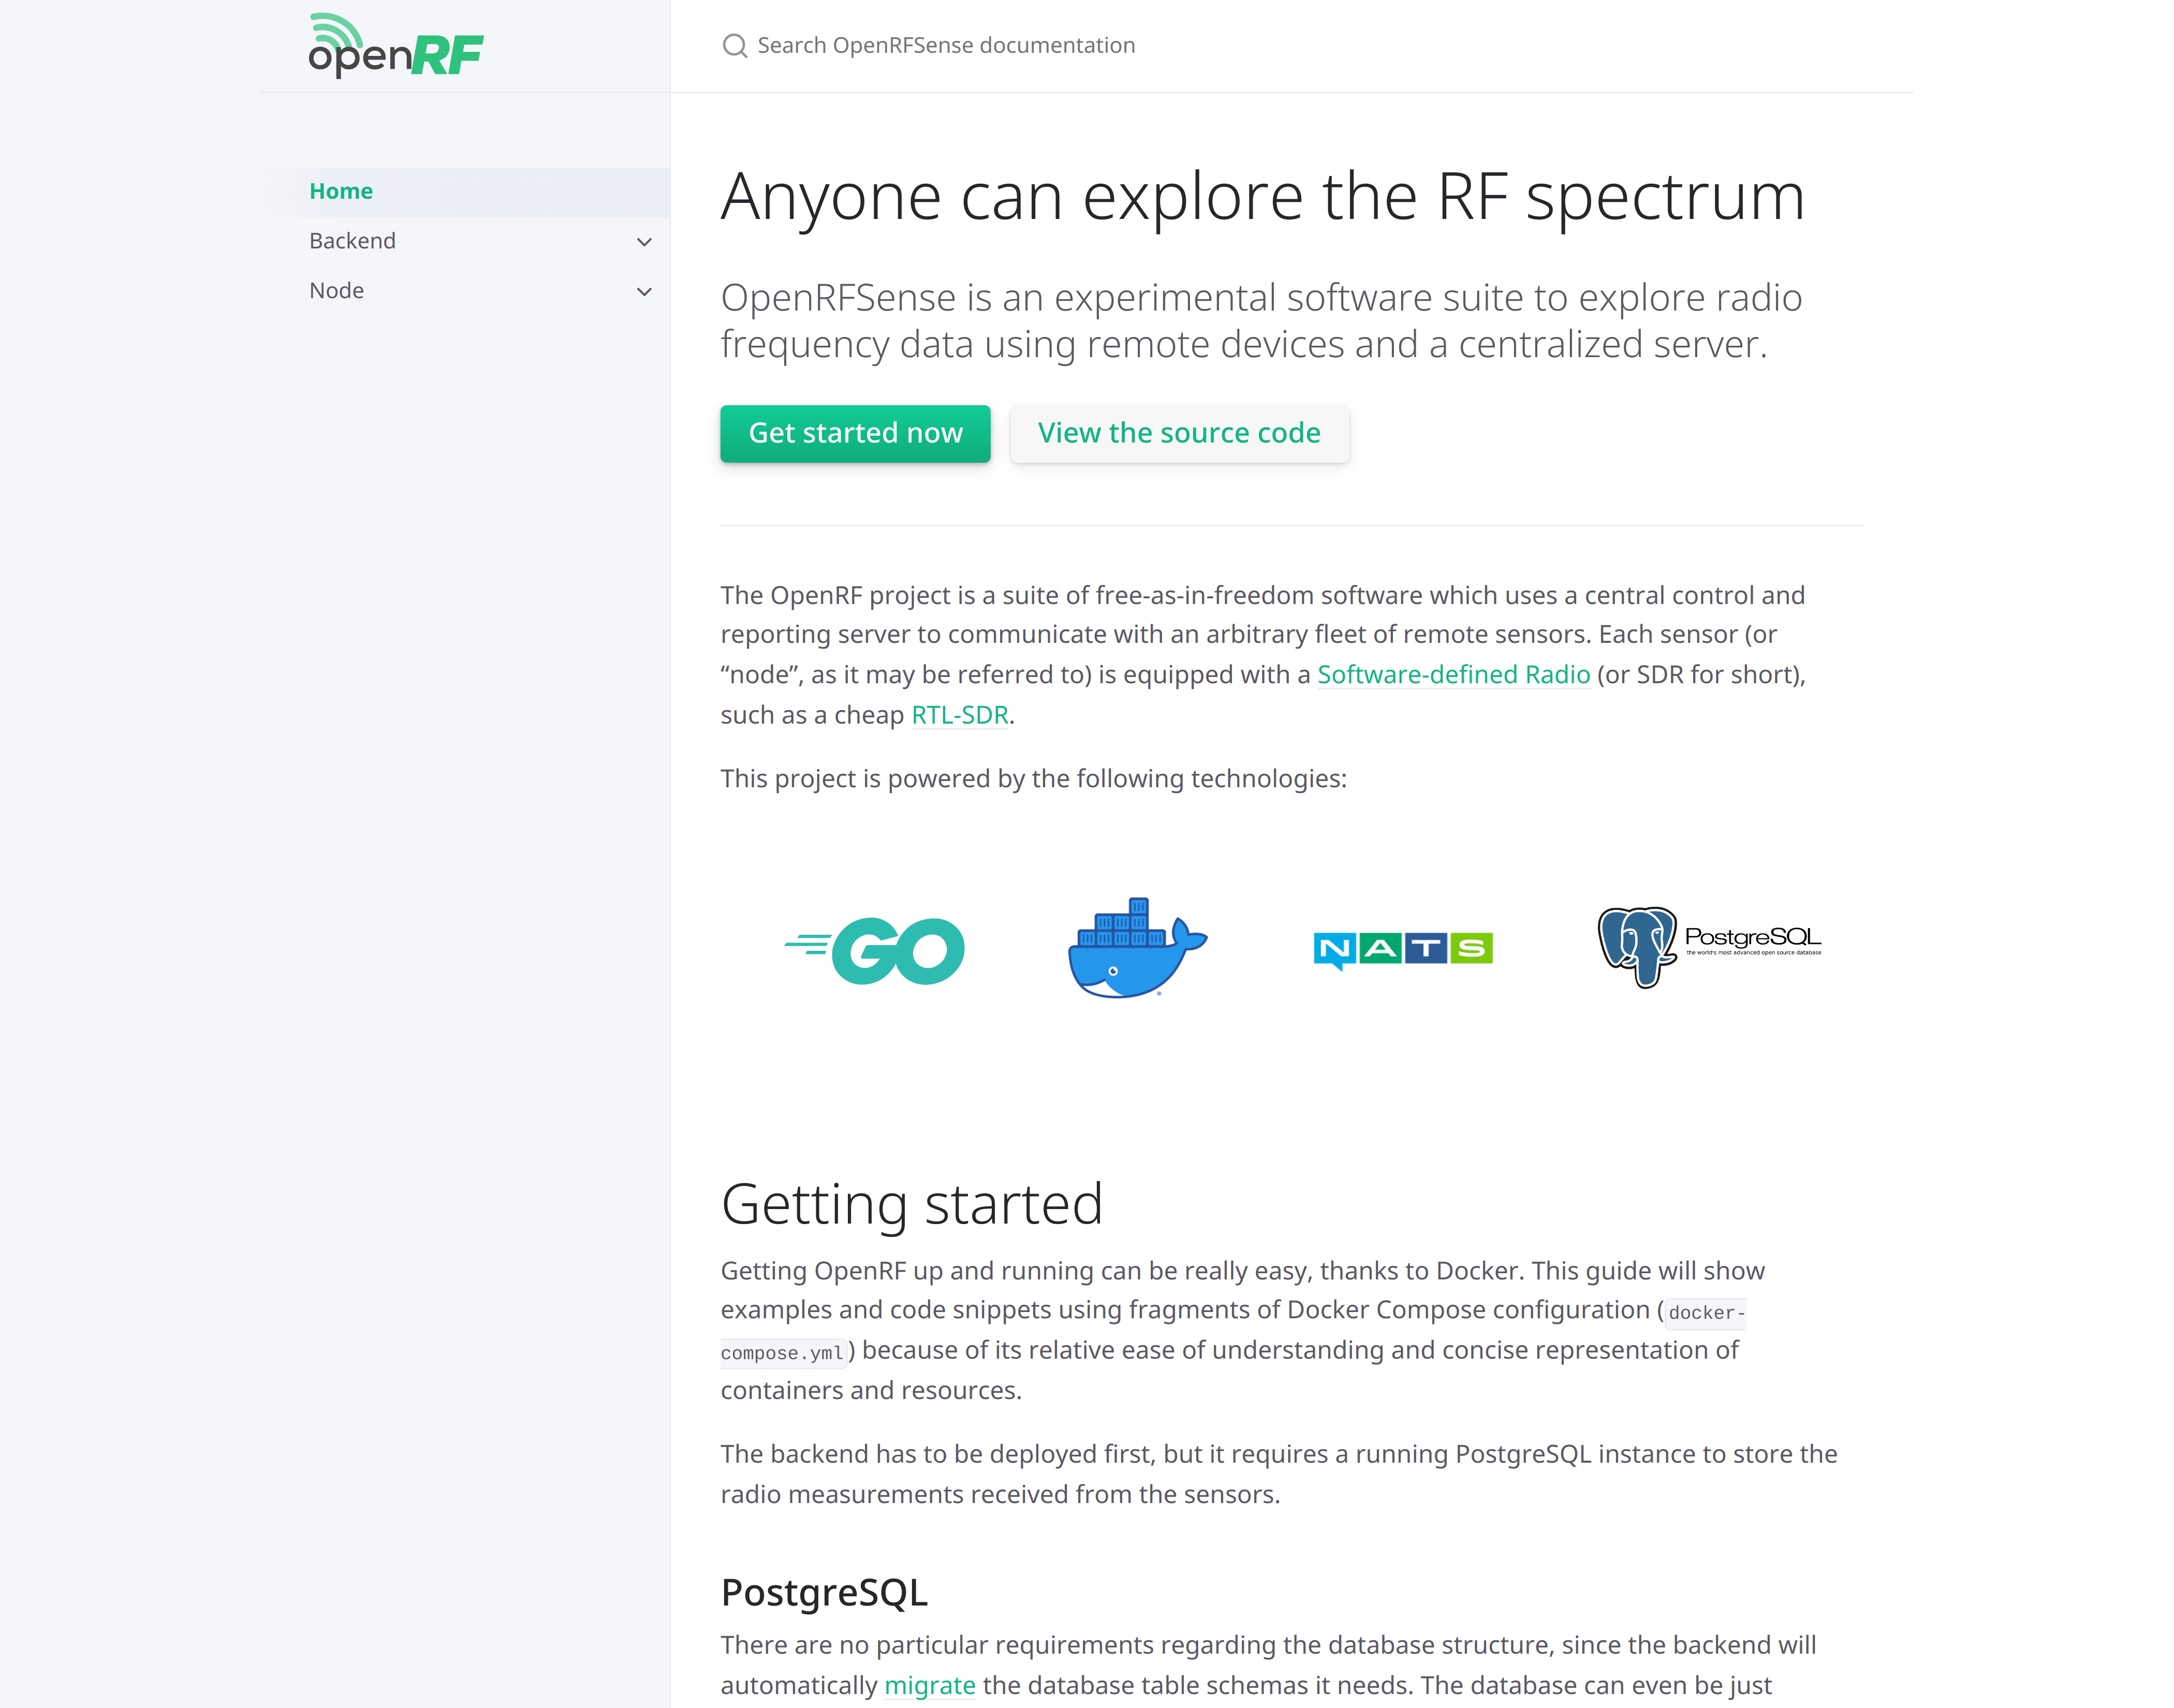 openRF
Search OpenRFSense documentation
Home
Backend
Node
Anyone can explore the RF spectrum
OpenRFSense is an experimental software suite to explore radio
frequency data using remote devices and a centralized server.
Get started now
View the source code
The OpenRF project is a suite of free-as-in-freedom software which uses a central control and
reporting server to communicate with an arbitrary fleet of remote sensors. Each sensor (or
“node”, as it may be referred to) is equipped with a Software-defined Radio (or SDR for short),
such as a cheap RTL-SDR.
This project is powered by the following technologies:
GO
NATS
PostgreSQL
the world's most advanced open source database
Getting started
Getting OpenRF up and running can be really easy, thanks to Docker. This guide will show
examples and code snippets using fragments of Docker Compose configuration (docker-
compose.yml) because of its relative ease of understanding and concise representation of
containers and resources.
The backend has to be deployed first, but it requires a running PostgreSQL instance to store the
radio measurements received from the sensors.
PostgreSQL
There are no particular requirements regarding the database structure, since the backend will
automatically migrate the database table schemas it needs. The database can even be just